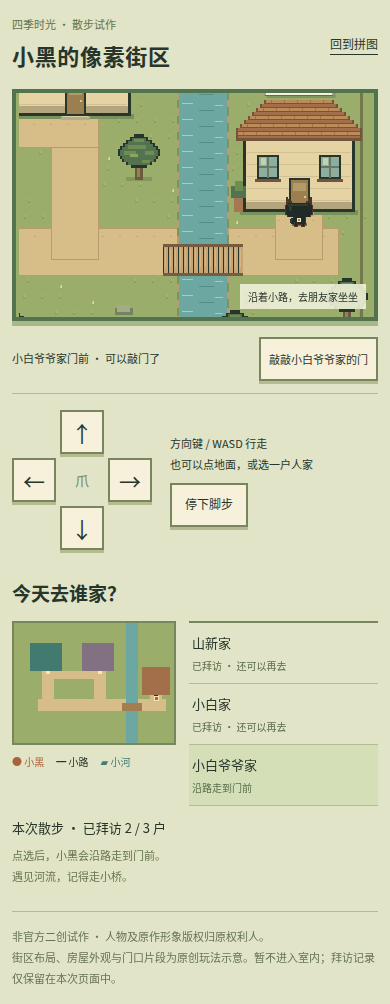 四季时光 · 散步试作
小黑的像素街区
回到拼图
沿着小路，去朋友家坐坐
小白爷爷家门前 · 可以敲门了
敲敲小白爷爷家的门
↑
← 爪 →
↓
方向键 / WASD 行走
也可以点地面，或选一户人家
停下脚步
今天去谁家？
小黑 小路 小河
山新家
已拜访 · 还可以再去
小白家
已拜访 · 还可以再去
小白爷爷家
沿路走到门前
本次散步 · 已拜访 2 / 3 户
点选后，小黑会沿路走到门前。
遇见河流，记得走小桥。
非官方二创试作 · 人物及原作形象版权归原权利人。
街区布局、房屋外观与门口片段为原创玩法示意。暂不进入室内；拜访记录
仅保留在本次页面中。